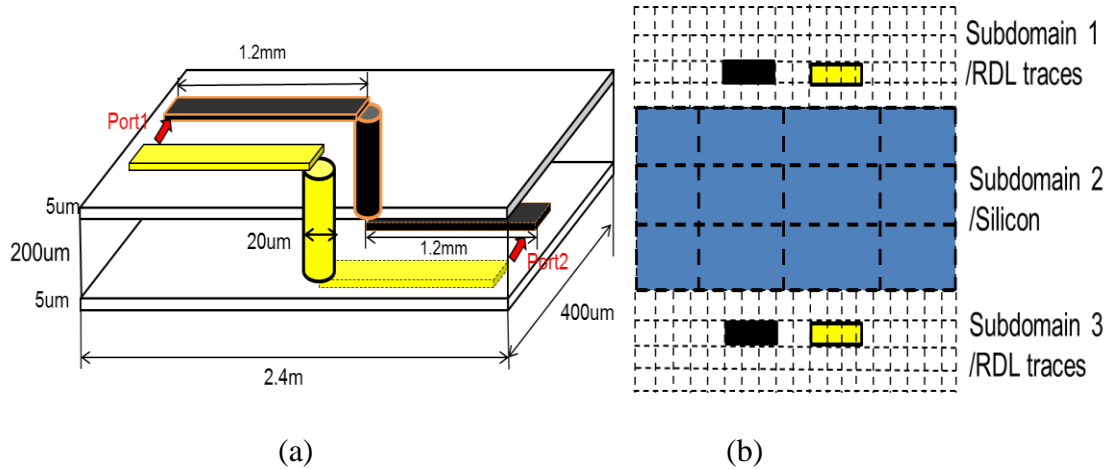 1.2mm
Port1
5um
200um
20um
1.2mm
Port2
5um
400um
2.4m
Subdomain 1
/RDL traces
Subdomain 2
/Silicon
Subdomain 3
/RDL traces
(a)
(b)